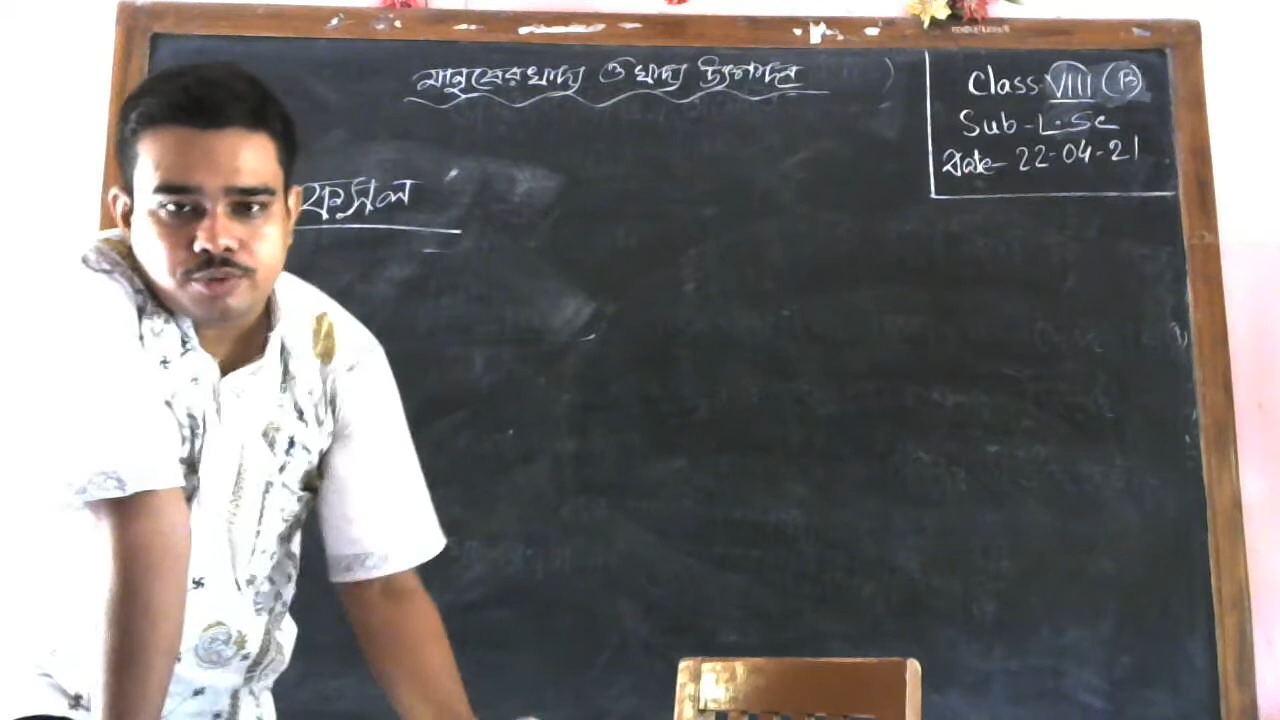 মানুষের খাদ্য ও খাদ্য উৎপাদন
Class VIII (B)
Sub-L.Sc
Date- 22-04-21
ফসল